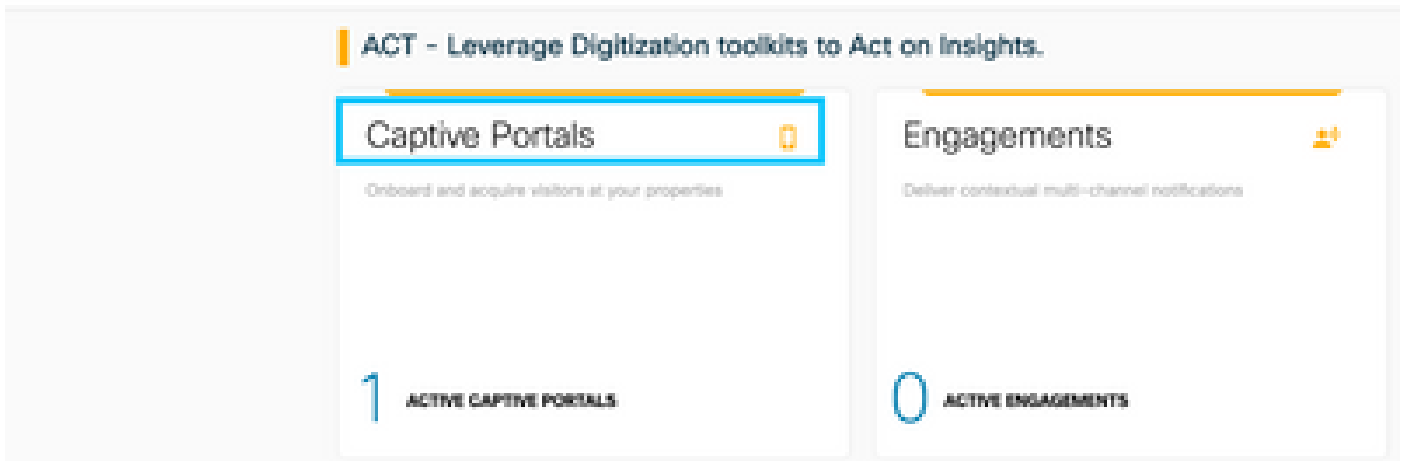 ACT - Leverage Digitization toolkits to Act on Insights.
Captive Portals
Onboard and acquire visitors at your properties
1 ACTIVE CAPTIVE PORTALS
Engagements
Deliver contextual multi-channel notifications
0 ACTIVE ENGAGEMENTS